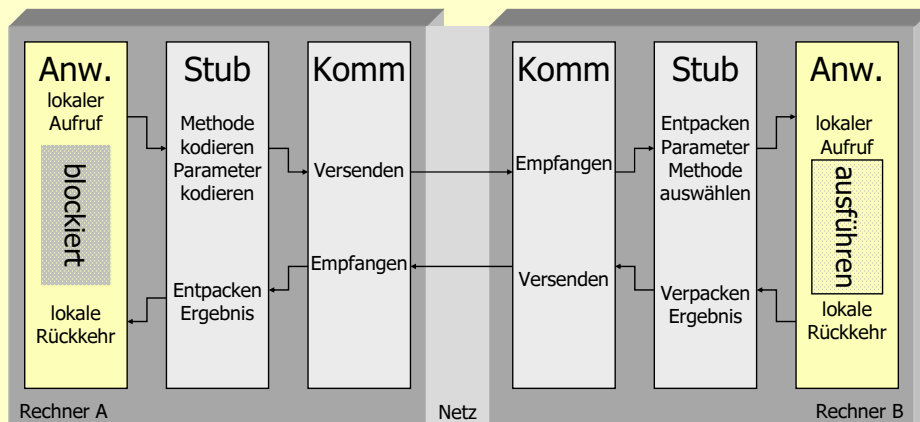 Anw.
lokaler
Aufruf
blockiert
lokale
Rückkehr
Stub
Methode
kodieren
Parameter
kodieren
Entpacken
Ergebnis
Komm
Versenden
Empfangen
Komm
Empfangen
Versenden
Stub
Entpacken
Parameter
Methode
auswählen
Verpacken
Ergebnis
Anw.
lokaler
Aufruf
ausführen
lokale
Rückkehr
Rechner A
Netz
Rechner B